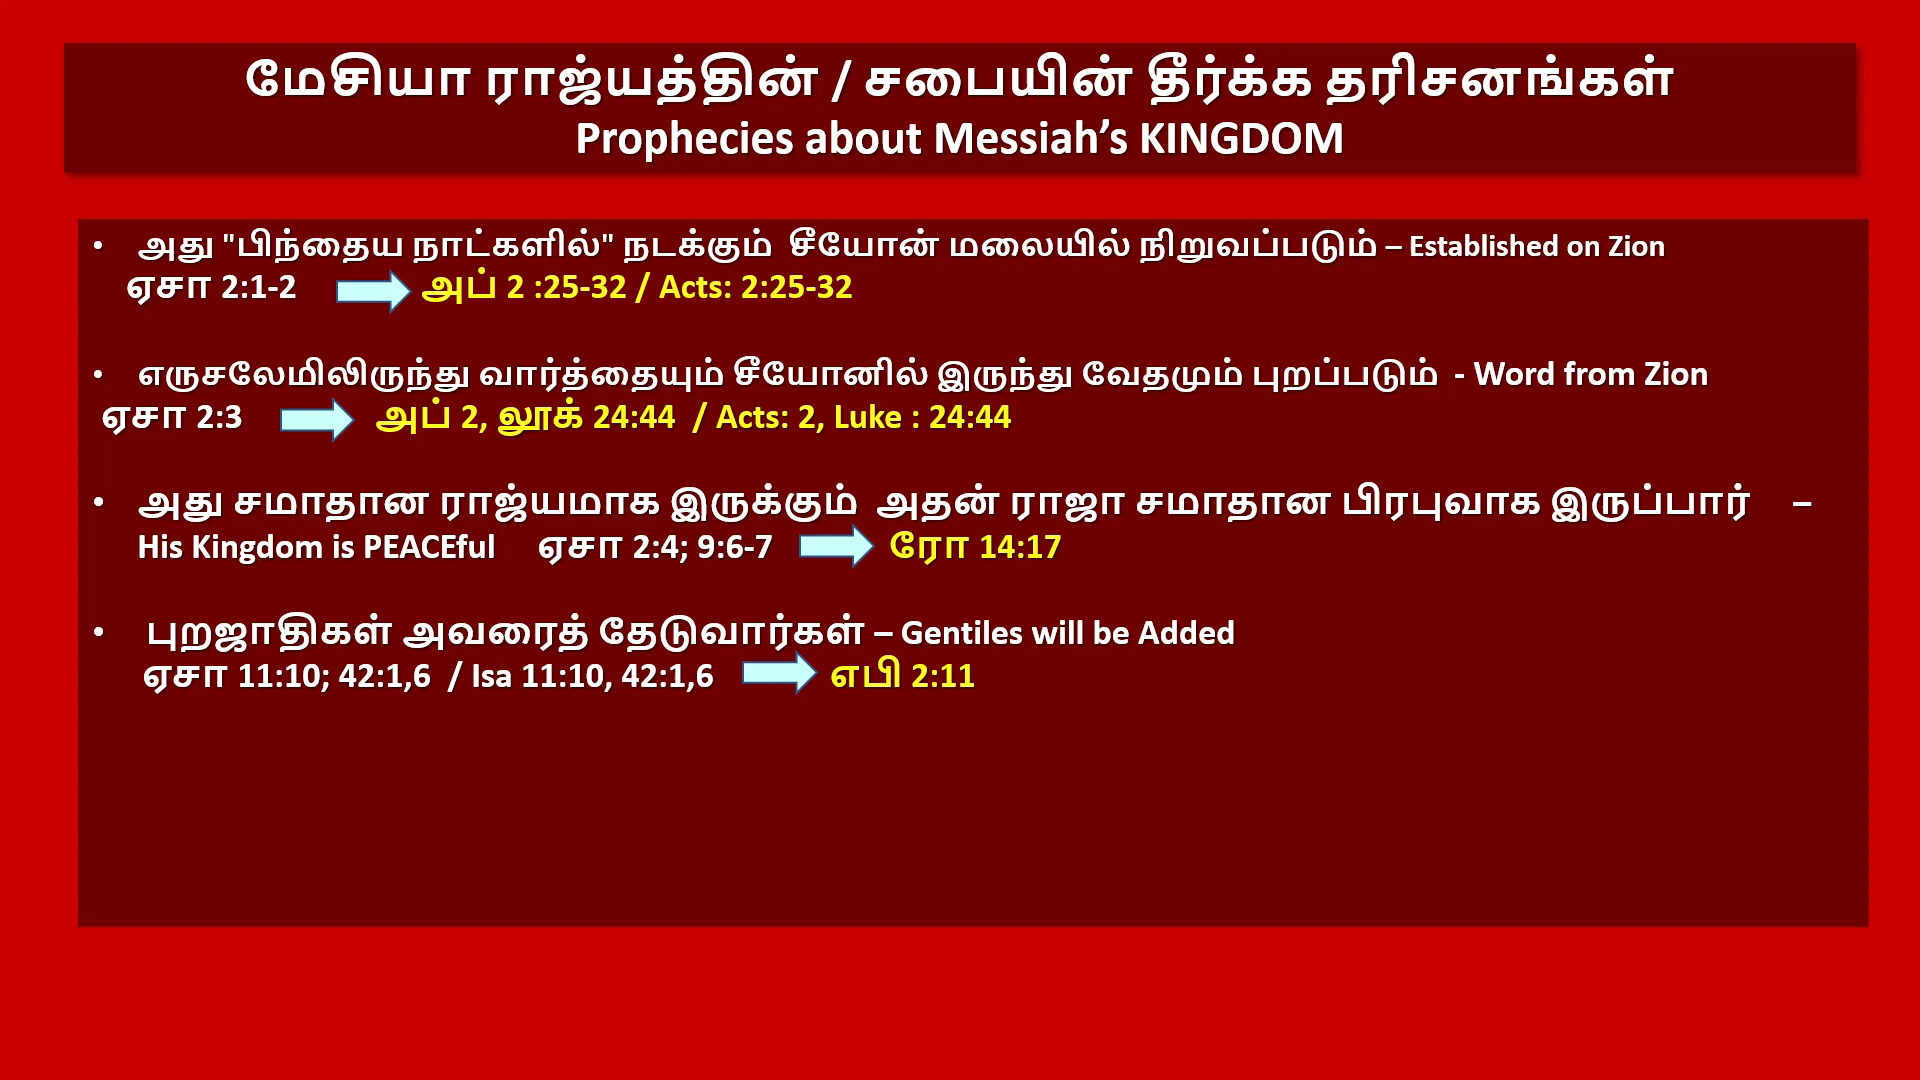 மேசியா ராஜ்யத்தின் / சபையின் தீர்க்க தரிசனங்கள்
Prophecies about Messiah’s KINGDOM
• அது "பிந்தைய நாட்களில்" நடக்கும் சீயோன் மலையில் நிறுவப்படும் – Established on Zion
ஏசா 2:1-2 அப் 2 :25-32 / Acts: 2:25-32
• எருசலேமிலிருந்து வார்த்தையும் சீயோனில் இருந்து வேதமும் புறப்படும் - Word from Zion
ஏசா 2:3 அப் 2, லூக் 24:44 / Acts: 2, Luke : 24:44
• அது சமாதான ராஜ்யமாக இருக்கும் அதன் ராஜா சமாதான பிரபுவாக இருப்பார் –
His Kingdom is PEACEful ஏசா 2:4; 9:6-7 ரோ 14:17
• புறஜாதிகள் அவரைத் தேடுவார்கள் – Gentiles will be Added
ஏசா 11:10; 42:1,6 / Isa 11:10, 42:1,6 எபி 2:11